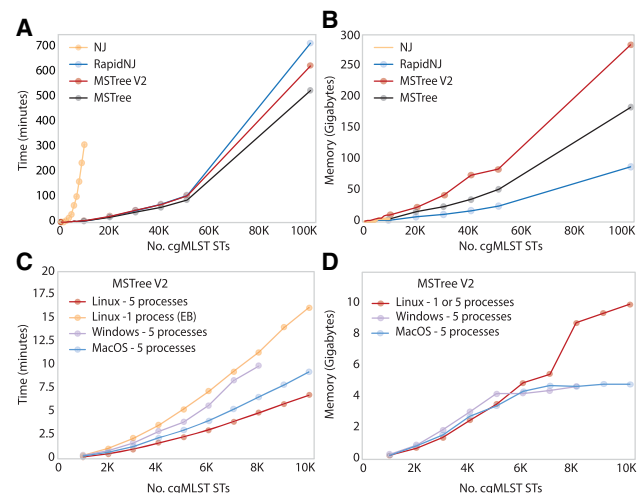 A
700
600
500
400
300
200
100
0
Time (minutes)
NJ
RapidNJ
MSTree V2
MSTree
0 20K 40K 60K 80K 100K
No. cgMLST STs
B
300
250
200
150
100
50
0
Memory (Gigabytes)
NJ
RapidNJ
MSTree V2
MSTree
0 20K 40K 60K 80K 100K
No. cgMLST STs
C
20
17.5
15
12.5
10
7.5
5
2.5
0
Time (minutes)
MSTree V2
Linux - 5 processes
Linux -1 process (EB)
Windows - 5 processes
MacOS - 5 processes
0 2K 4K 6K 8K 10K
No. cgMLST STs
D
10
8
6
4
2
0
Memory (Gigabytes)
MSTree V2
Linux - 1 or 5 processes
Windows - 5 processes
MacOS - 5 processes
0 2K 4K 6K 8K 10K
No. cgMLST STs